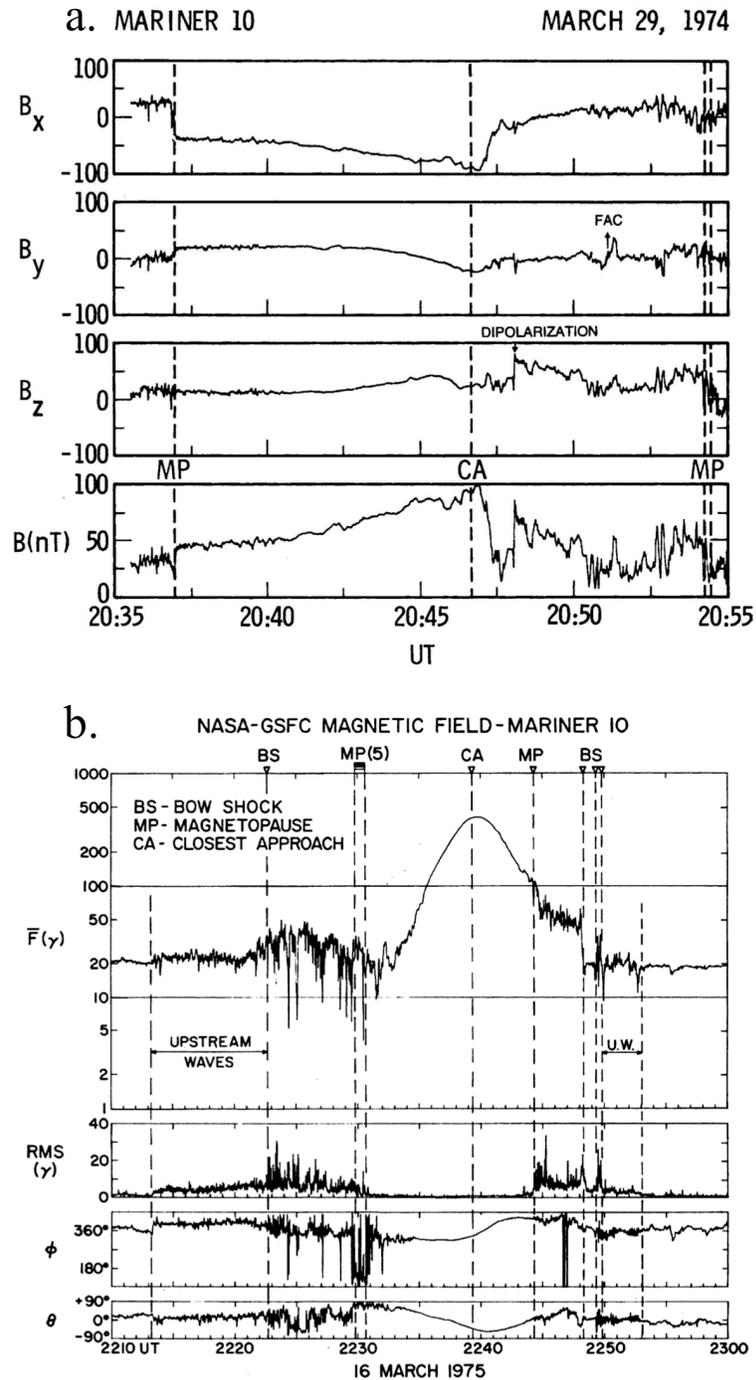 a. MARINER 10 MARCH 29, 1974
100
Bx 0
-100
100
FAC
By 0
-100
DIPOLARIZATION
100
Bz 0
-100
MP CA MP
100
B(nT) 50
0
20:35 20:40 20:45 20:50 20:55
UT
b. NASA-GSFC MAGNETIC FIELD-MARINER 10
BS MP(5) CA MP BS
1000
BS - BOW SHOCK
500
MP - MAGNETOPAUSE
CA - CLOSEST APPROACH
200
100
50
F̅(γ)
20
10
5
UPSTREAM U.W.
WAVES
2
1
40
RMS 20
(γ)
0
360°
ϕ
180°
+90°
θ 0°
-90°
2210 UT 2220 2230 2240 2250 2300
16 MARCH 1975